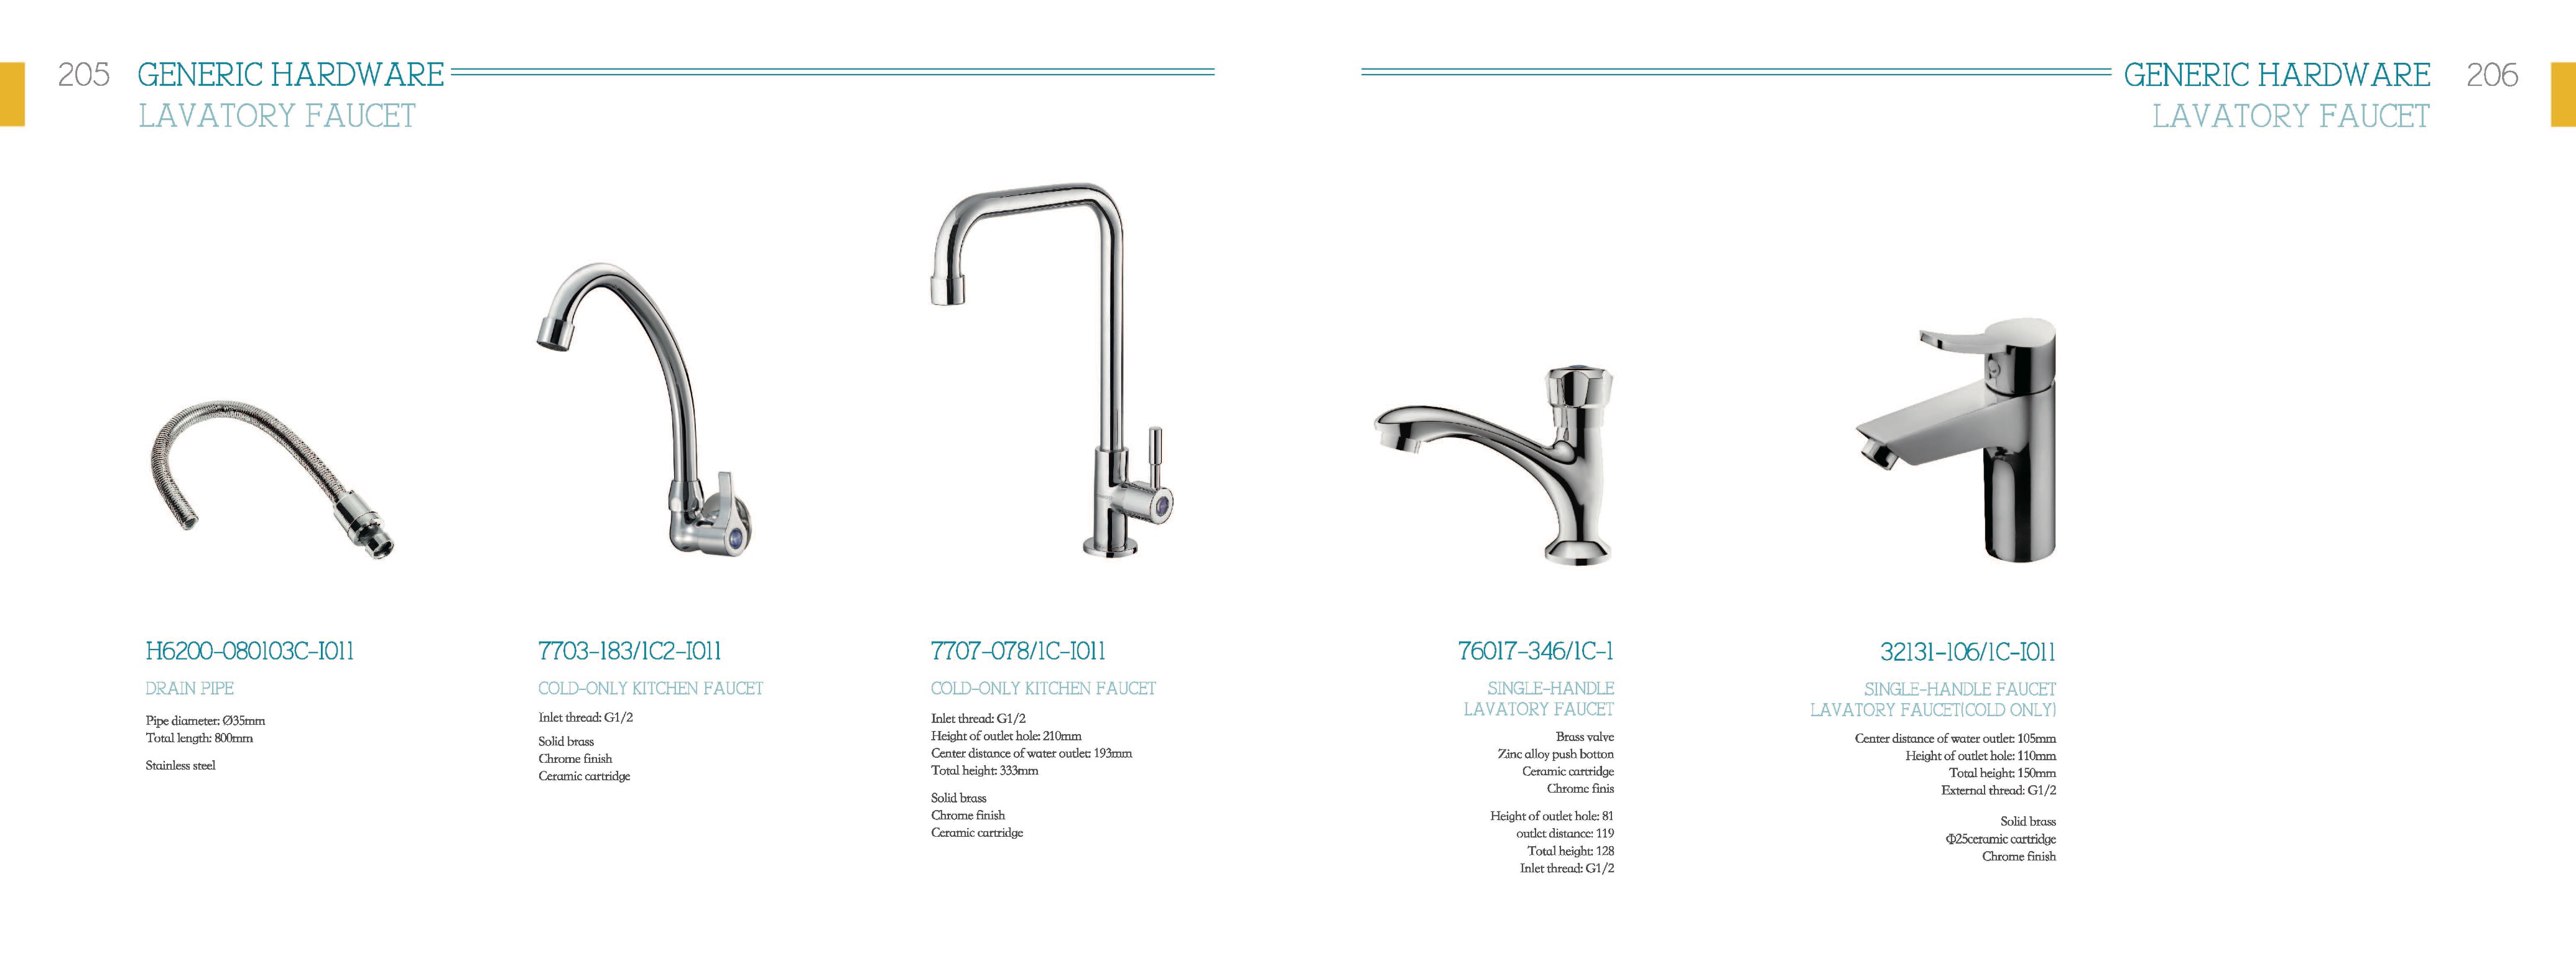 205 GENERIC HARDWARE
LAVATORY FAUCET
GENERIC HARDWARE 206
LAVATORY FAUCET
H6200-080103C-I011
DRAIN PIPE
Pipe diameter: Ø35mm
Total length: 800mm
Stainless steel
7703-183/1C2-I011
COLD-ONLY KITCHEN FAUCET
Inlet thread: G1/2
Solid brass
Chrome finish
Ceramic cartridge
7707-078/1C-I011
COLD-ONLY KITCHEN FAUCET
Inlet thread: G1/2
Height of outlet hole: 210mm
Center distance of water outlet: 193mm
Total height: 333mm
Solid brass
Chrome finish
Ceramic cartridge
76017-346/1C-1
SINGLE-HANDLE
LAVATORY FAUCET
Brass valve
Zinc alloy push botton
Ceramic cartridge
Chrome finis
Height of outlet hole: 81
outlet distance: 119
Total height: 128
Inlet thread: G1/2
32131-106/1C-I011
SINGLE-HANDLE FAUCET
LAVATORY FAUCET(COLD ONLY)
Center distance of water outlet: 105mm
Height of outlet hole: 110mm
Total height: 150mm
External thread: G1/2
Solid brass
Φ25ceramic cartridge
Chrome finish